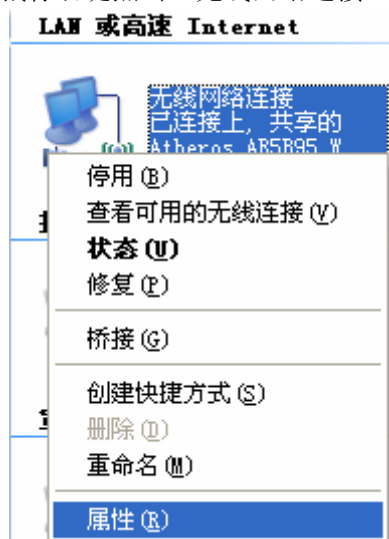 LAN 或高速 Internet
无线网络连接
已连接上，共享的
Atheros AR5B95 W
停用(B)
查看可用的无线连接(V)
状态(U)
修复(P)
桥接(G)
创建快捷方式(S)
删除(D)
重命名(M)
属性(R)